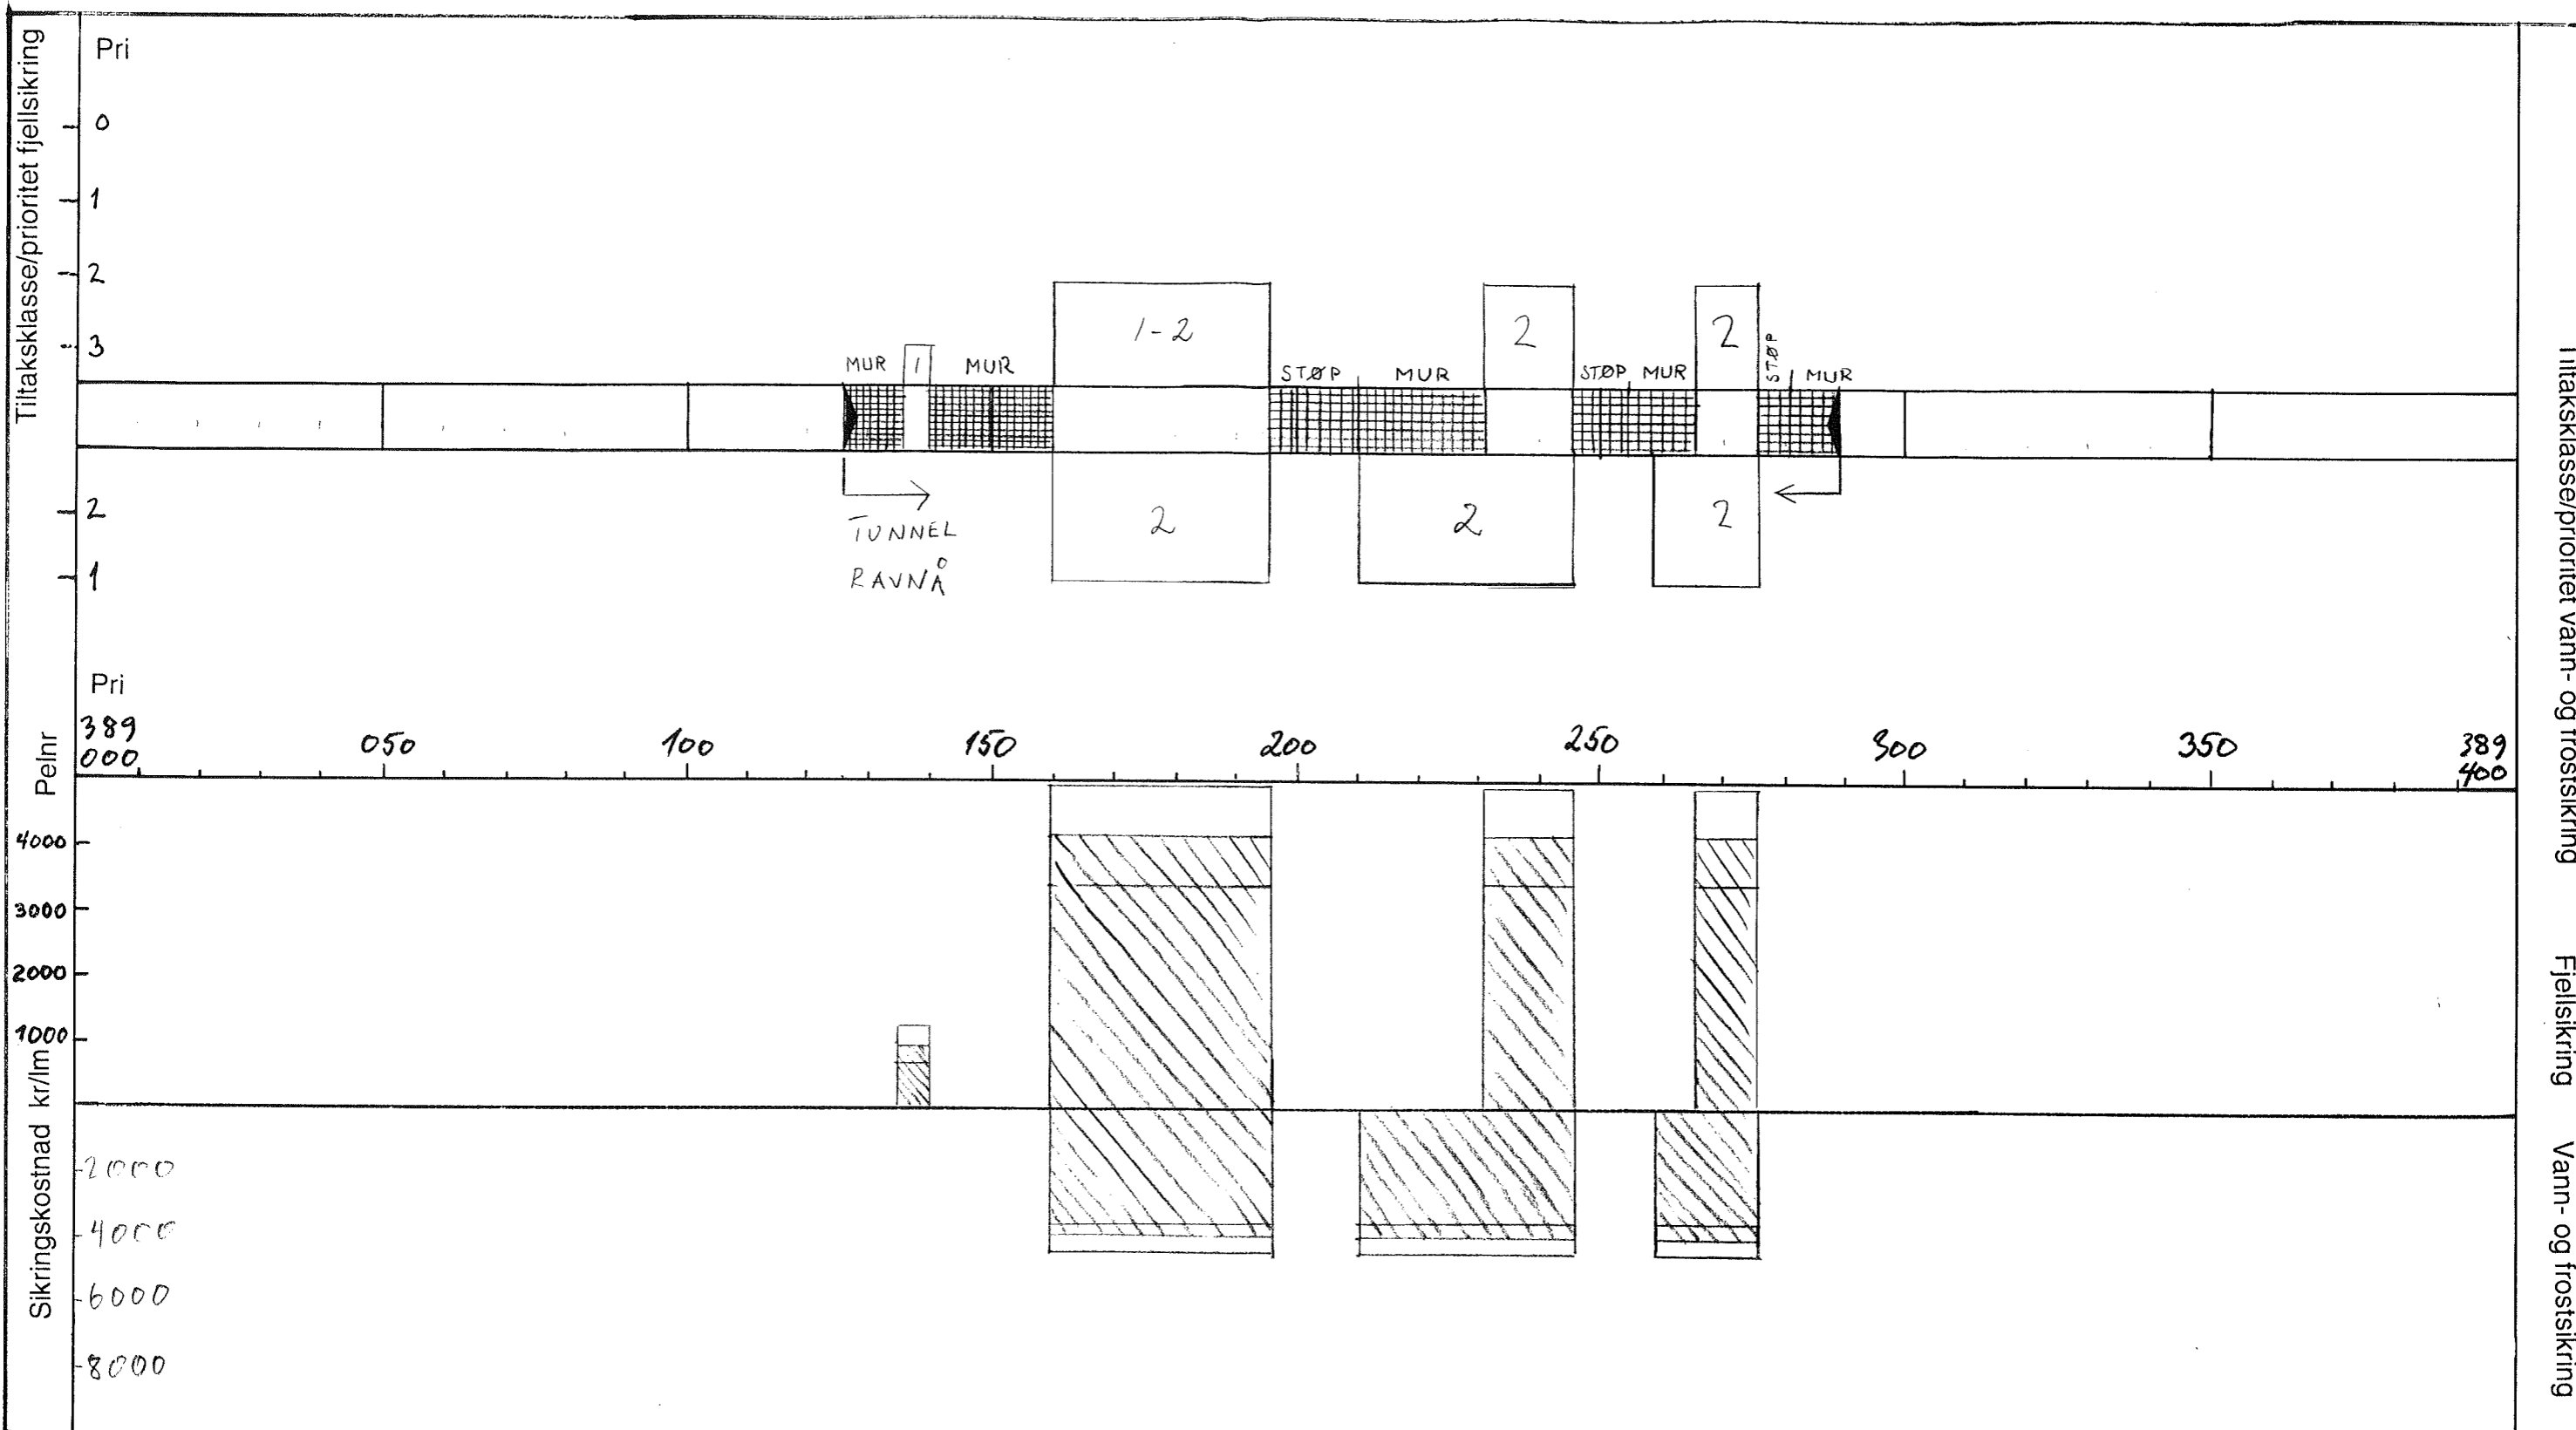 Tiltaksklasse/prioritet fjellsikring
Pri
0
1
2
3
1-2
2
2
MUR
1
MUR
STØP
MUR
STØP
MUR
STØP
MUR
2
1
2
2
2
TUNNEL
RAVNÅ
Pri
Pelnr
389
000
050
100
150
200
250
300
350
389
400
4000
3000
2000
1000
Sikringskostnad kr/lm
2000
4000
6000
8000
Tiltaksklasse/prioritet vann- og frostsikring
Fjellsikring
Vann- og frostsikring